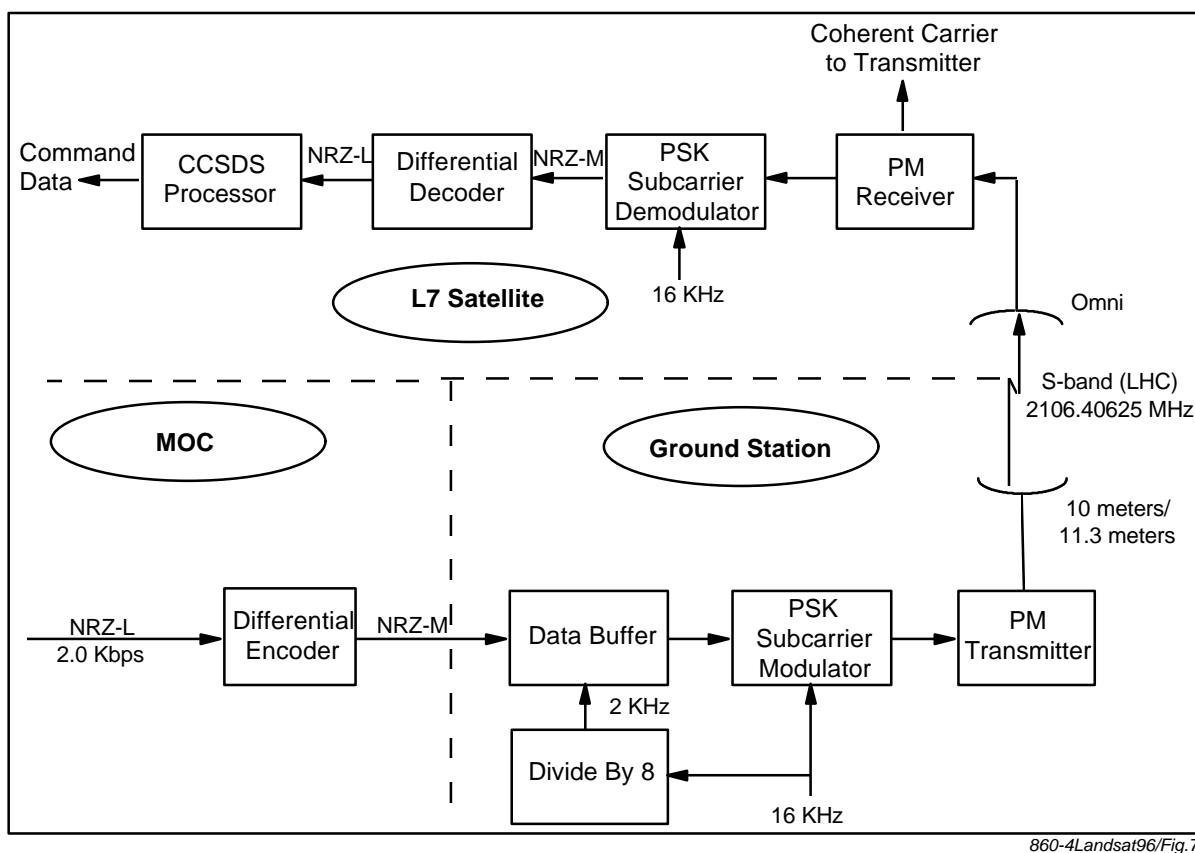 Coherent Carrier
to Transmitter
Command
Data
CCSDS
Processor
NRZ-L
Differential
Decoder
NRZ-M
PSK
Subcarrier
Demodulator
PM
Receiver
16 KHz
L7 Satellite
Omni
S-band (LHC)
2106.40625 MHz
MOC
Ground Station
10 meters/
11.3 meters
NRZ-L
2.0 Kbps
Differential
Encoder
NRZ-M
Data Buffer
PSK
Subcarrier
Modulator
PM
Transmitter
2 KHz
Divide By 8
16 KHz
860-4Landsat96/Fig.7